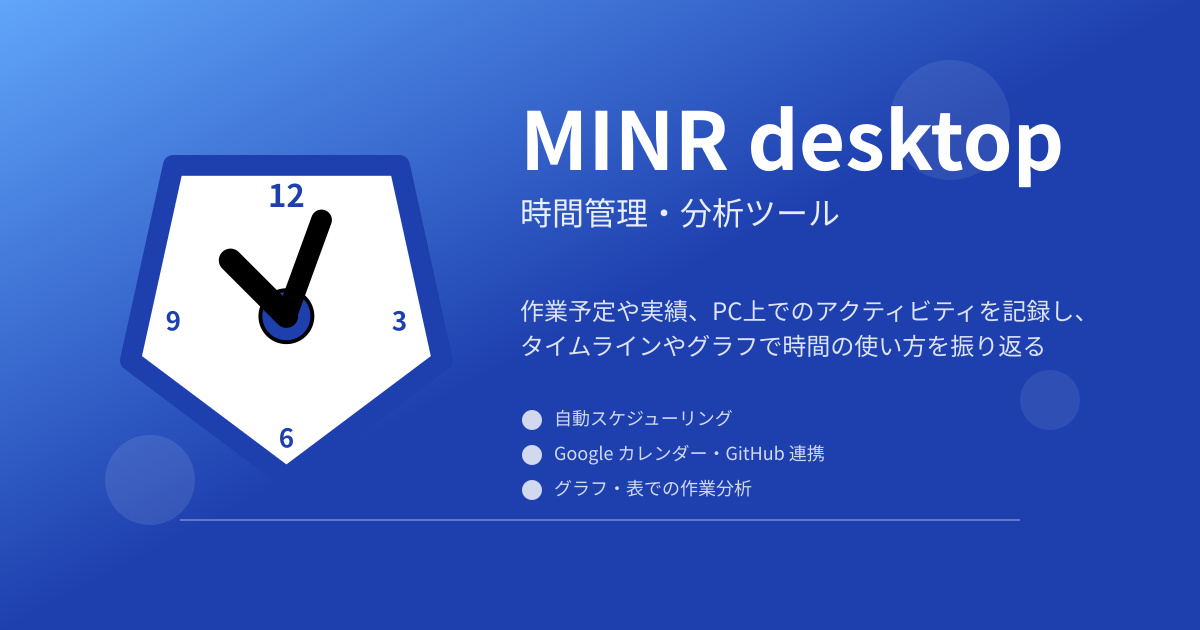 12
9
3
6
MINR desktop
時間管理・分析ツール
作業予定や実績、PC上でのアクティビティを記録し、
タイムラインやグラフで時間の使い方を振り返る
自動スケジューリング
Google カレンダー・GitHub 連携
グラフ・表での作業分析